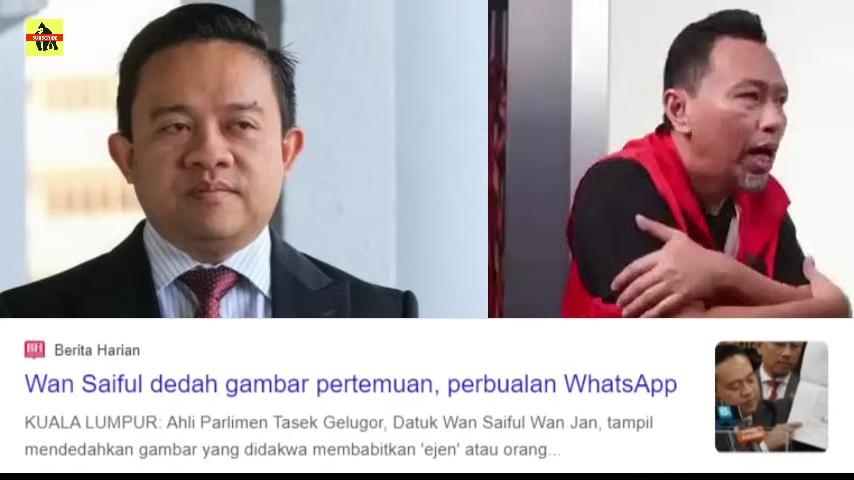 SUBSCRIBE
BH Berita Harian
Wan Saiful dedah gambar pertemuan, perbualan WhatsApp
KUALA LUMPUR: Ahli Parlimen Tasek Gelugor, Datuk Wan Saiful Wan Jan, tampil
mendedahkan gambar yang didakwa membabitkan 'ejen' atau orang...